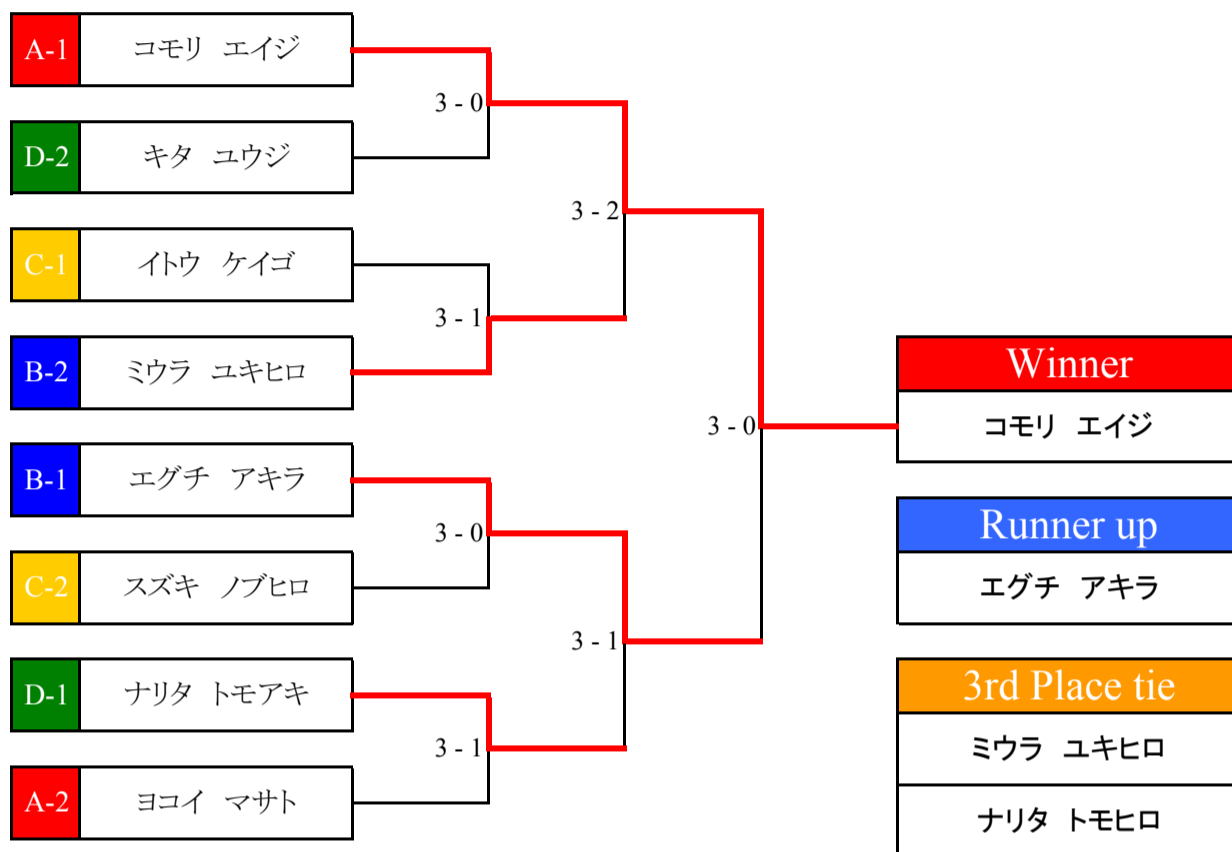 A-1 コモリ エイジ
3 - 0
D-2 キタ ユウジ
3 - 2
C-1 イトウ ケイゴ
3 - 1
B-2 ミウラ ユキヒロ
3 - 0
B-1 エグチ アキラ
3 - 0
C-2 スズキ ノブヒロ
3 - 1
D-1 ナリタ トモアキ
3 - 1
A-2 ヨコイ マサト
Winner
コモリ エイジ
Runner up
エグチ アキラ
3rd Place tie
ミウラ ユキヒロ
ナリタ トモヒロ